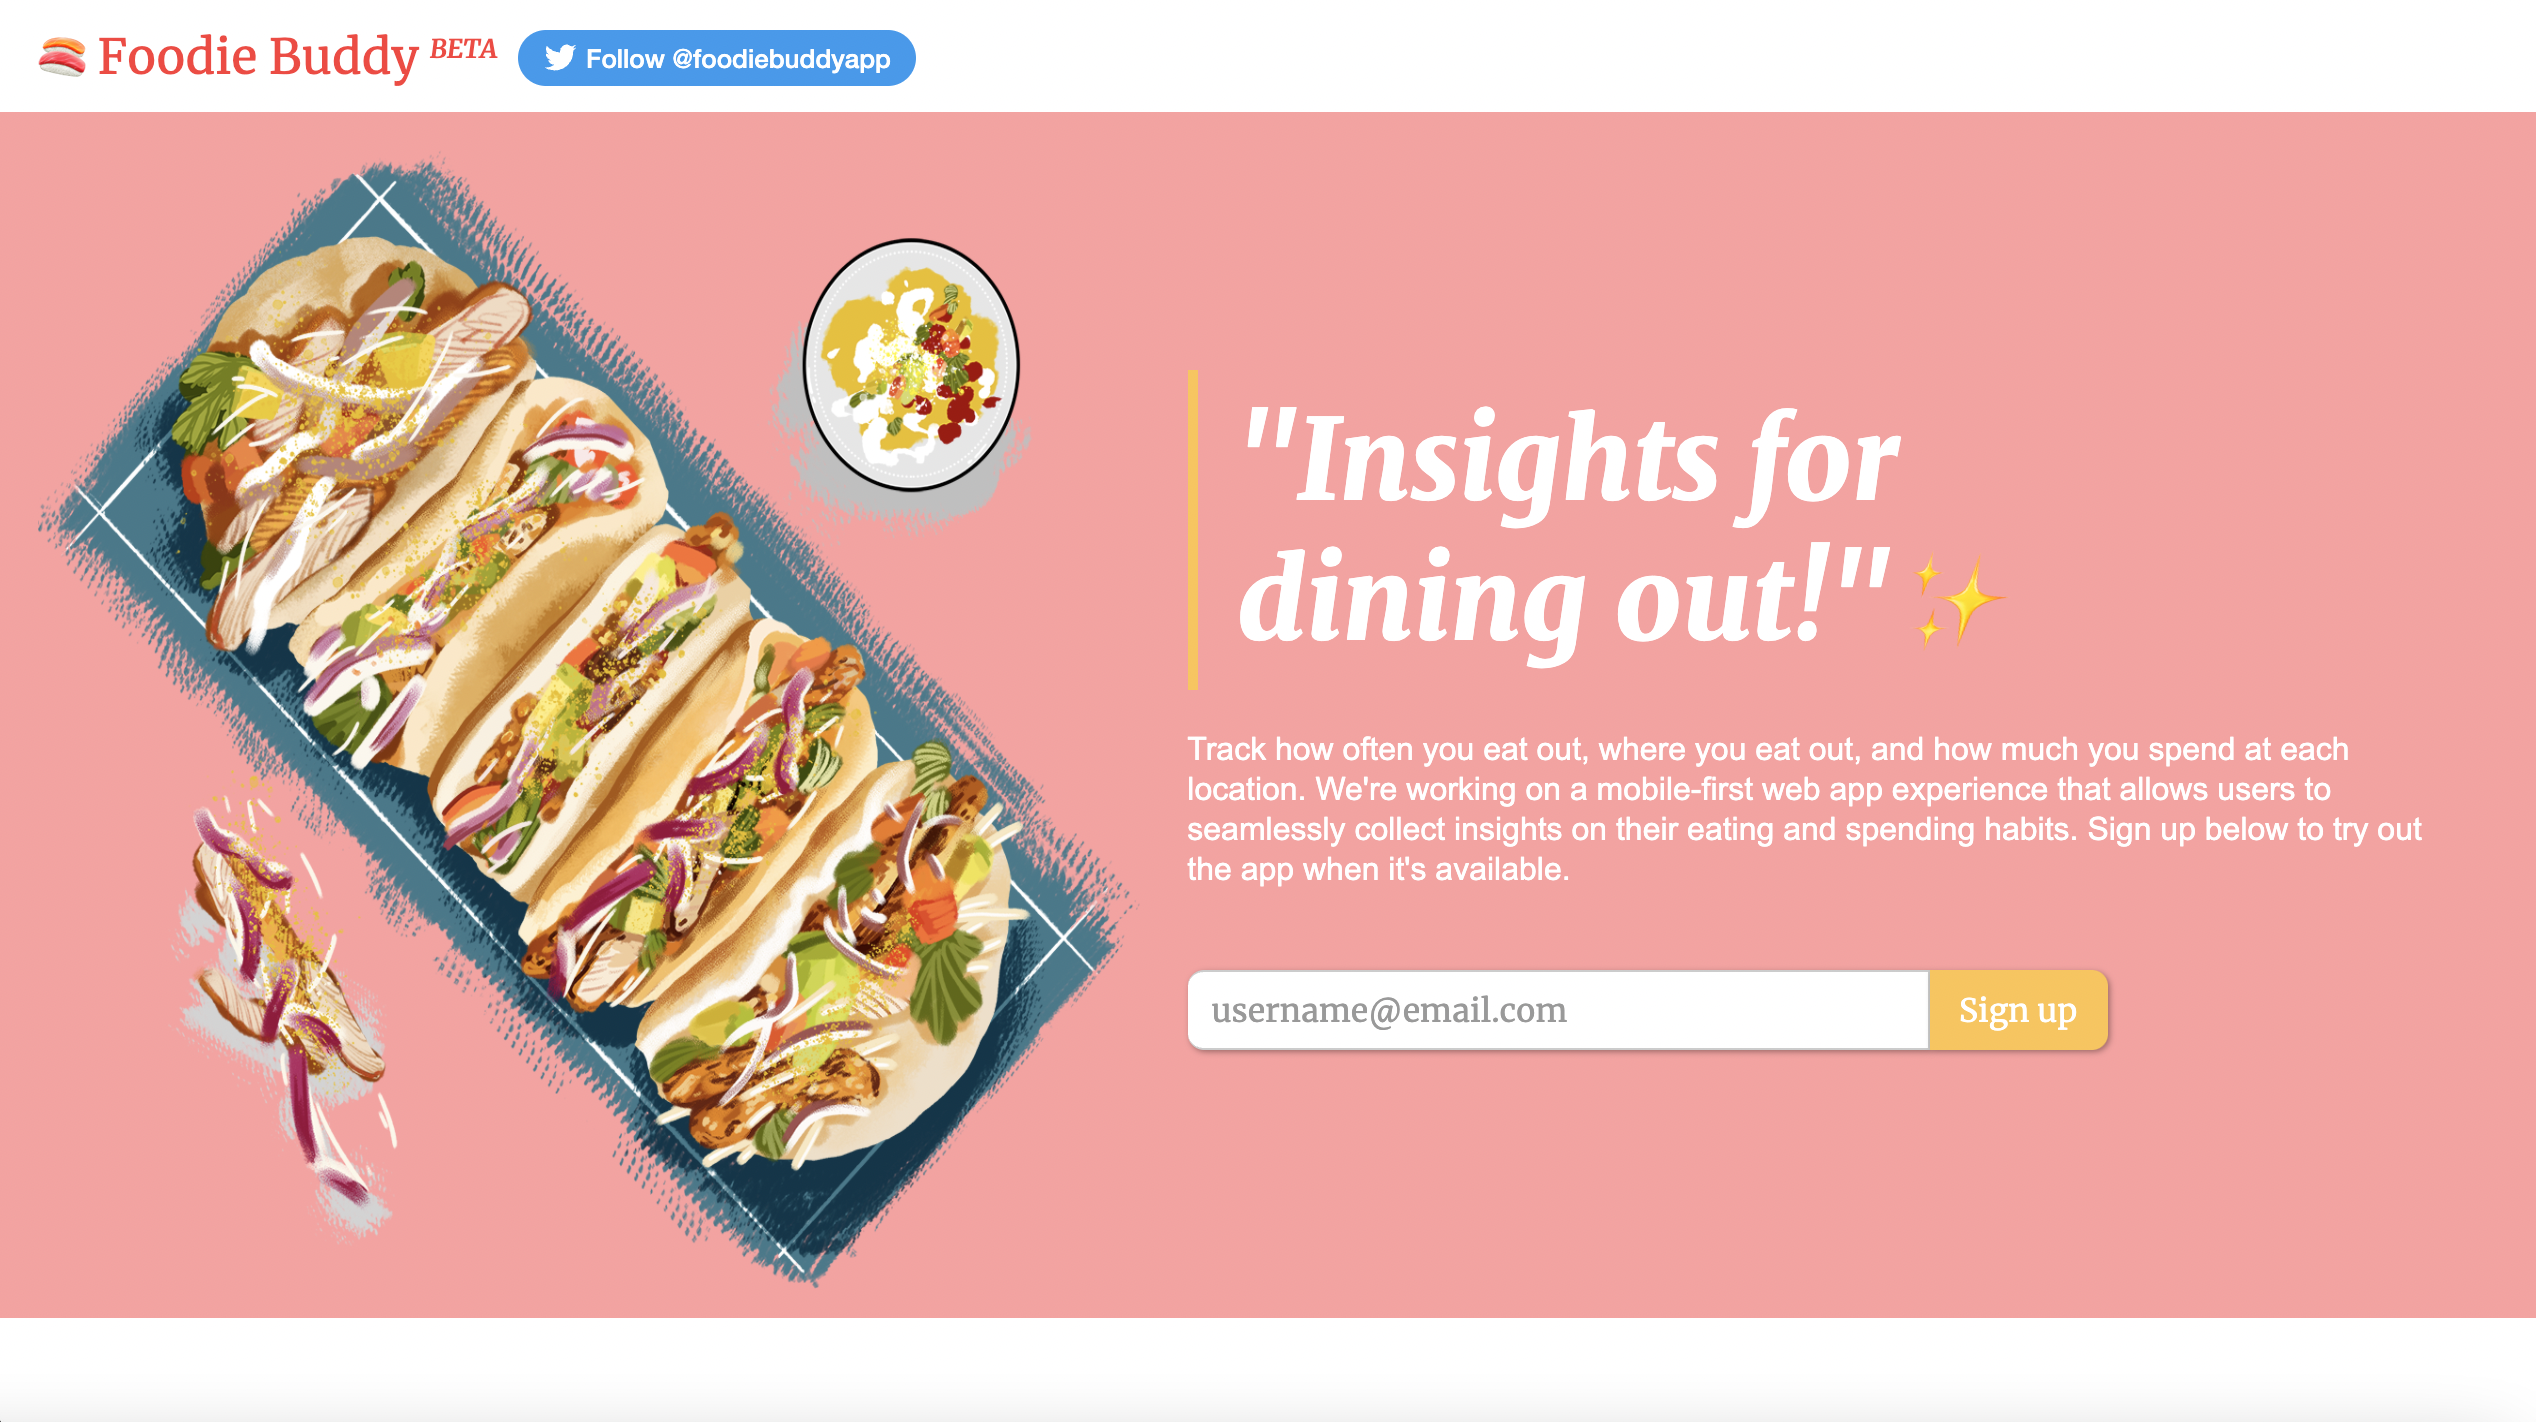 Foodie Buddy BETA
Follow @foodiebuddyapp
"Insights for
dining out!" ✨
Track how often you eat out, where you eat out, and how much you spend at each
location. We're working on a mobile-first web app experience that allows users to
seamlessly collect insights on their eating and spending habits. Sign up below to try out
the app when it's available.
username@email.com
Sign up